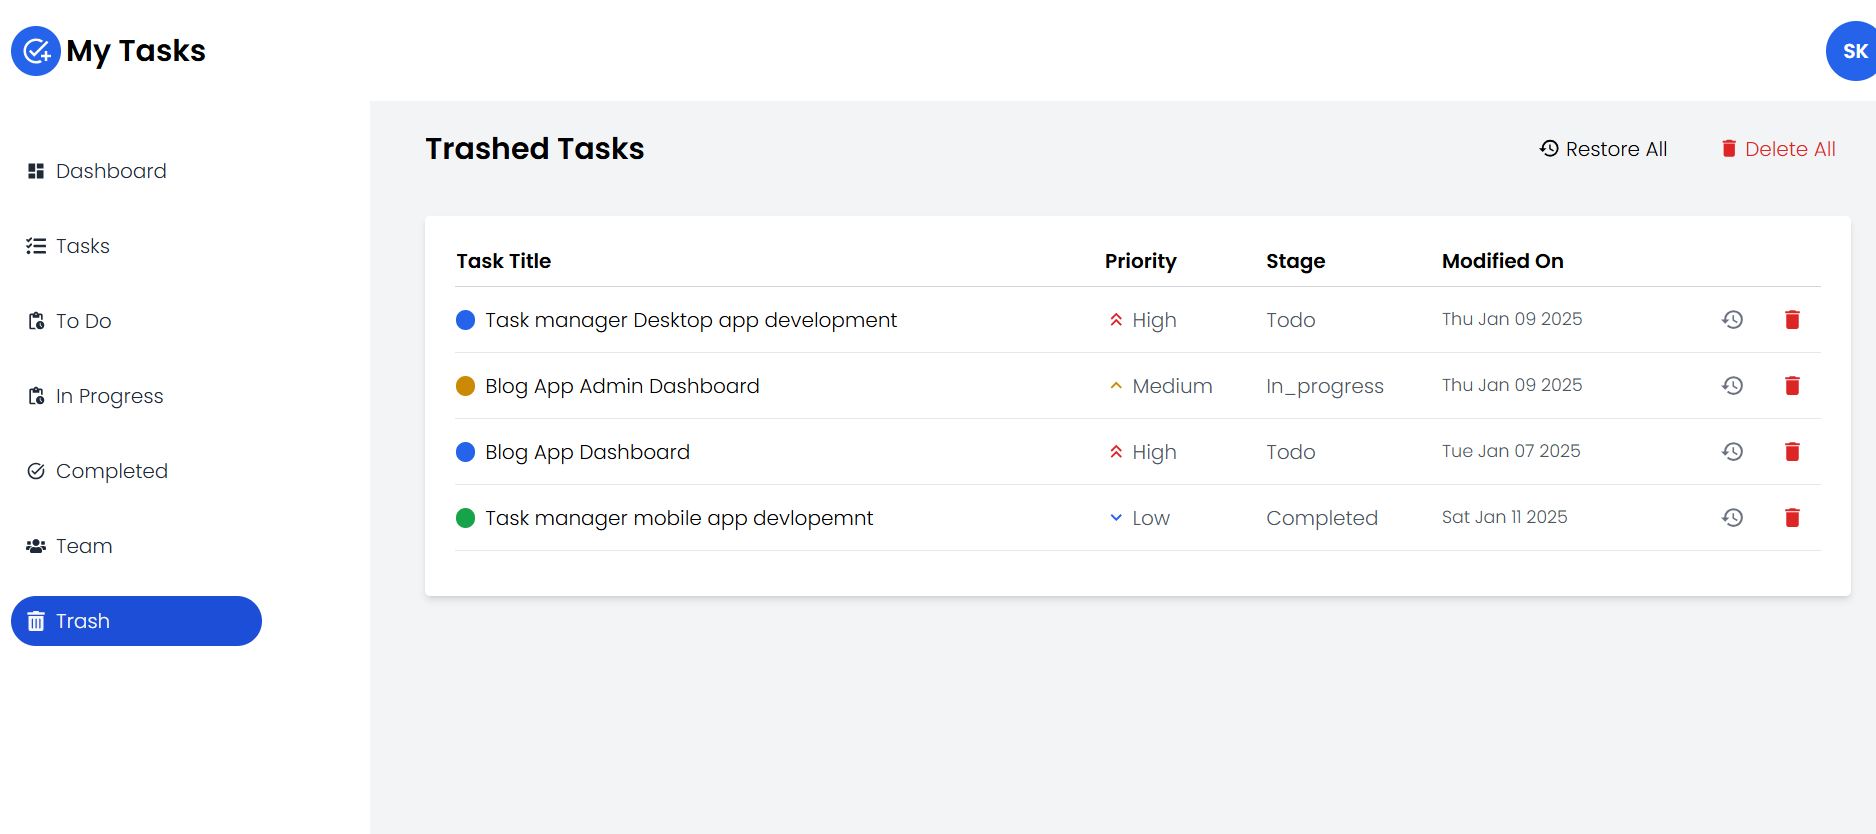 My Tasks
SK
Dashboard
Tasks
To Do
In Progress
Completed
Team
Trash
Trashed Tasks
Restore All
Delete All
Task Title Priority Stage Modified On
Task manager Desktop app development High Todo Thu Jan 09 2025
Blog App Admin Dashboard Medium In_progress Thu Jan 09 2025
Blog App Dashboard High Todo Tue Jan 07 2025
Task manager mobile app devlopemnt Low Completed Sat Jan 11 2025